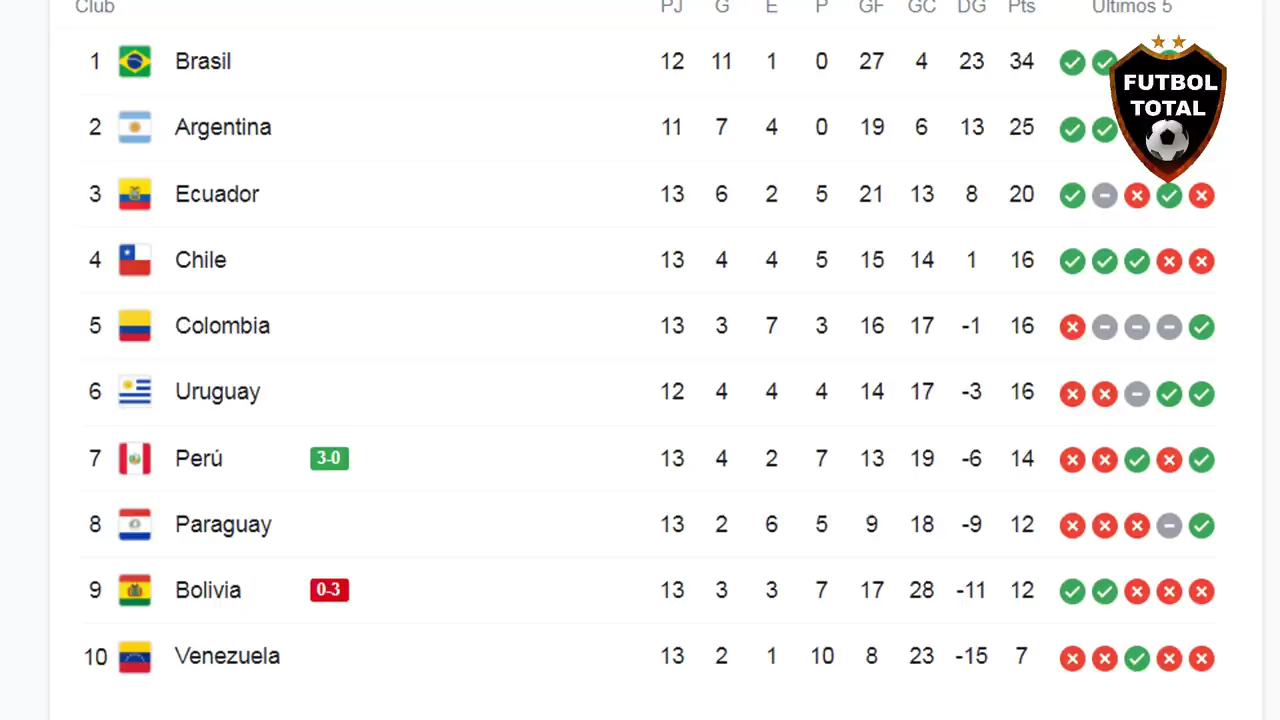 Club PJ G E P GF GC DG Pts Últimos 5
1 Brasil 12 11 1 0 27 4 23 34
2 Argentina 11 7 4 0 19 6 13 25
FUTBOL
TOTAL
3 Ecuador 13 6 2 5 21 13 8 20
4 Chile 13 4 4 5 15 14 1 16
5 Colombia 13 3 7 3 16 17 -1 16
6 Uruguay 12 4 4 4 14 17 -3 16
7 Perú 3-0 13 4 2 7 13 19 -6 14
8 Paraguay 13 2 6 5 9 18 -9 12
9 Bolivia 0-3 13 3 3 7 17 28 -11 12
10 Venezuela 13 2 1 10 8 23 -15 7